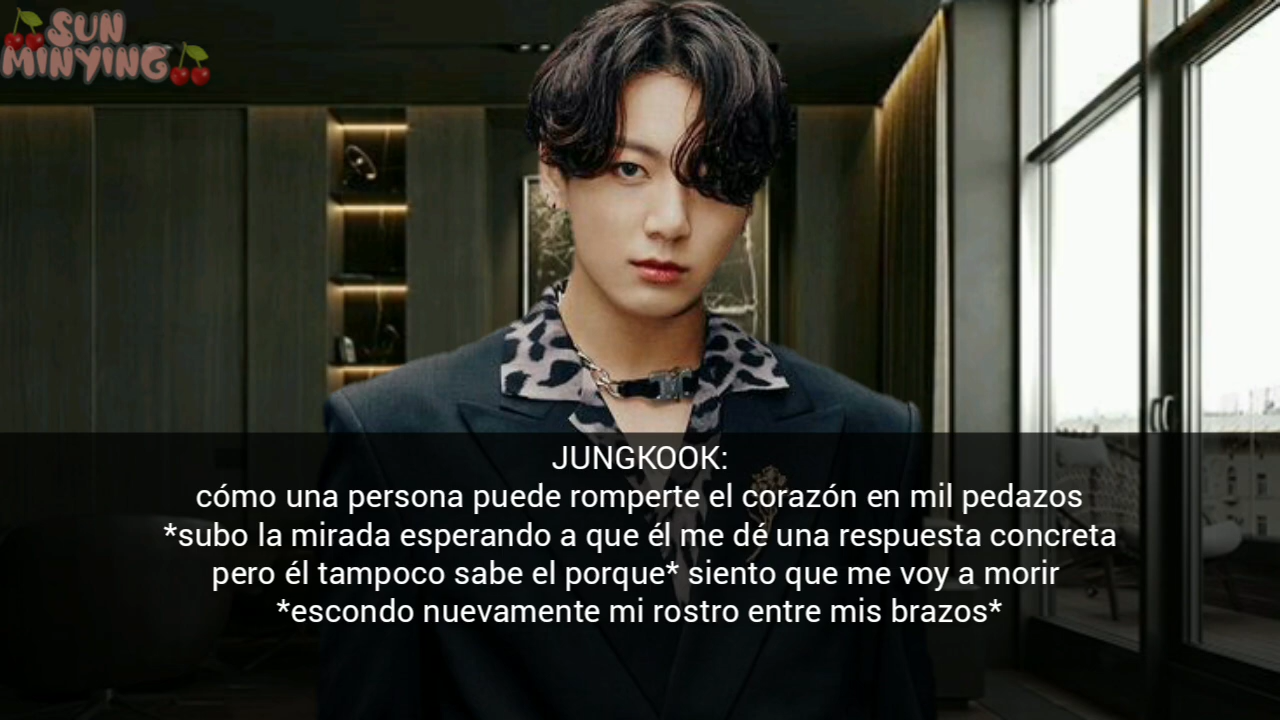 SUN
MINYING
JUNGKOOK:
cómo una persona puede romperte el corazón en mil pedazos
*subo la mirada esperando a que él me dé una respuesta concreta
pero él tampoco sabe el porque* siento que me voy a morir
*escondo nuevamente mi rostro entre mis brazos*